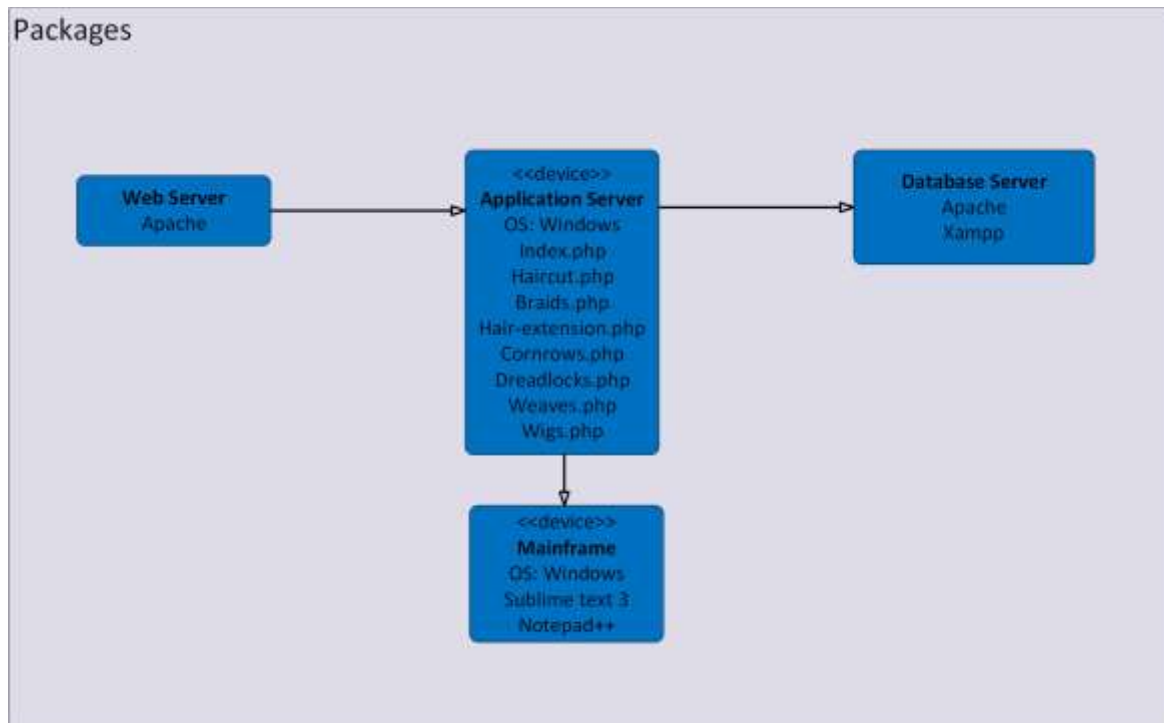 Packages
Web Server
Apache
<<device>>
Application Server
OS: Windows
Index.php
Haircut.php
Braids.php
Hair-extension.php
Cornrows.php
Dreadlocks.php
Weaves.php
Wigs.php
Database Server
Apache
Xampp
<<device>>
Mainframe
OS: Windows
Sublime text 3
Notepad++